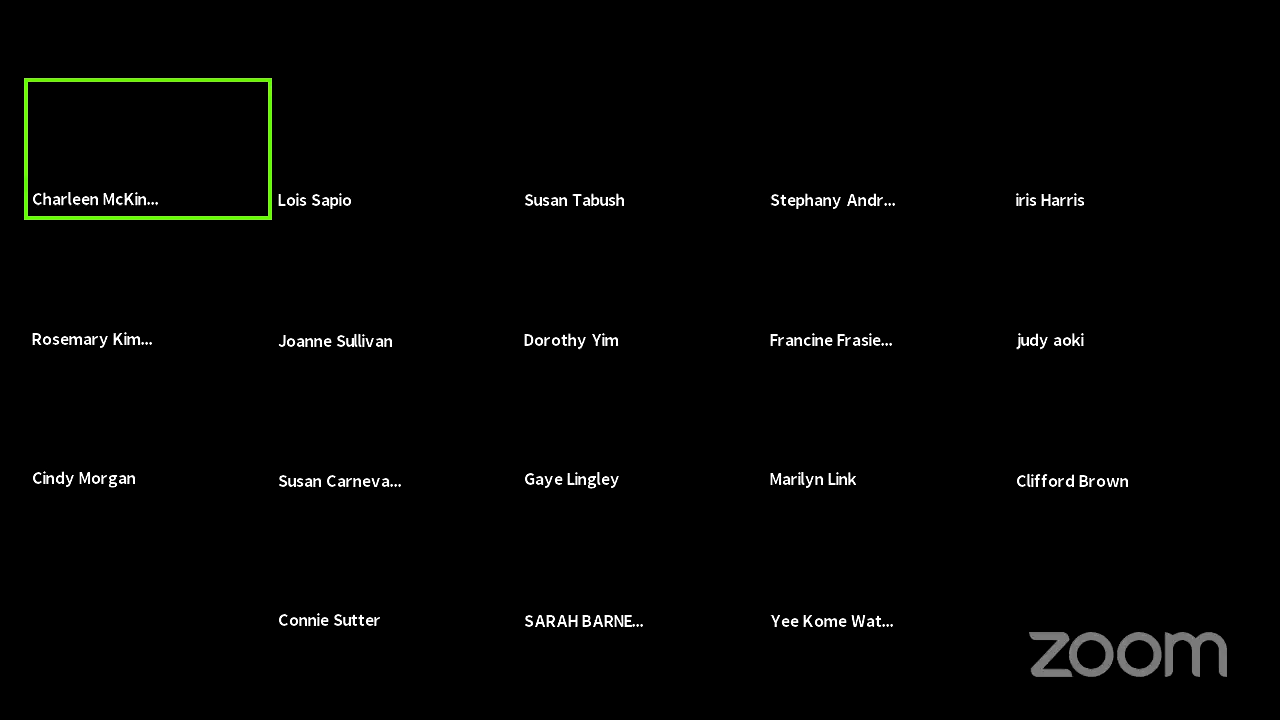 Charleen McKin...
Lois Sapio
Susan Tabush
Stephany Andr...
iris Harris
Rosemary Kim...
Joanne Sullivan
Dorothy Yim
Francine Frasie...
judy aoki
Cindy Morgan
Susan Carneva...
Gaye Lingley
Marilyn Link
Clifford Brown
Connie Sutter
SARAH BARNE...
Yee Kome Wat...
zoom